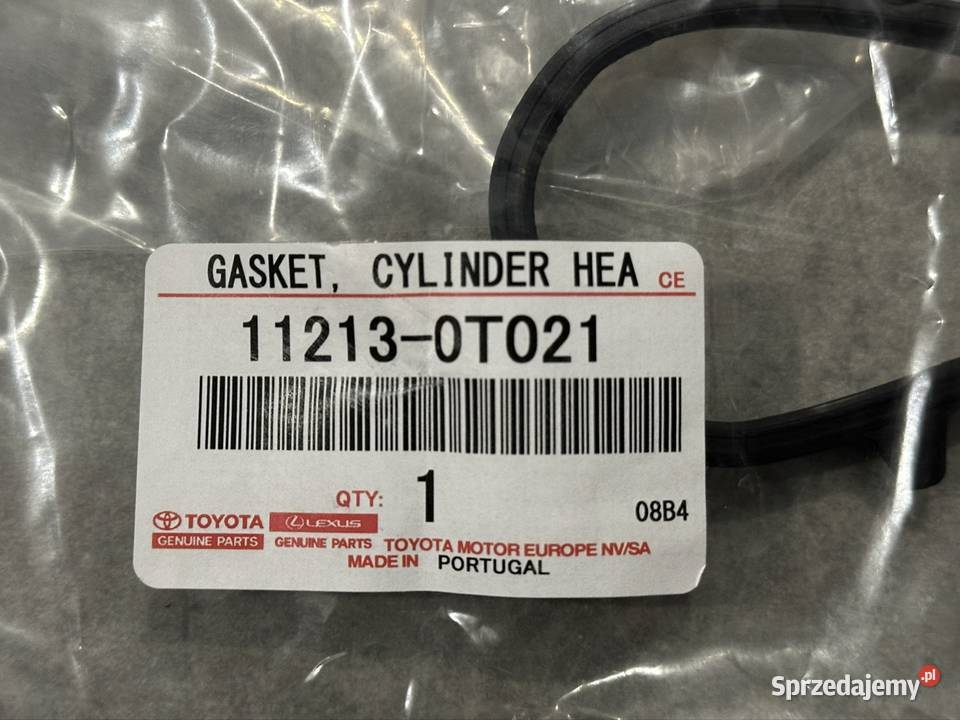 GASKET, CYLINDER HEA CE
11213-0T021
QTY: 1
08B4
TOYOTA LEXUS
GENUINE PARTS GENUINE PARTS TOYOTA MOTOR EUROPE NV/SA
MADE IN PORTUGAL
Sprzedajemy.pl